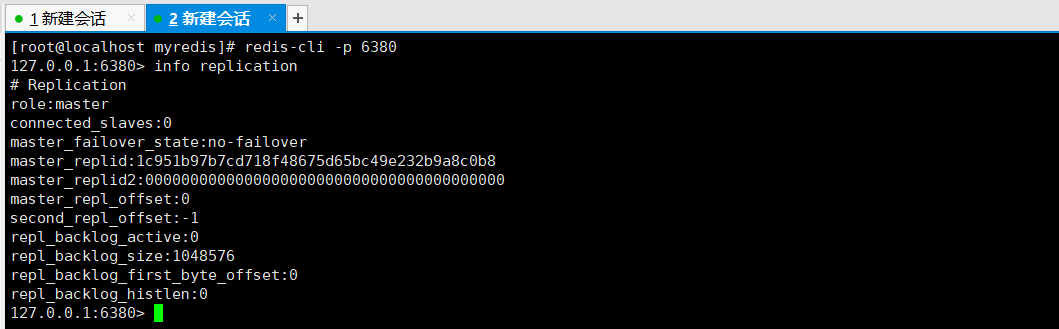 1 新建会话 × 2 新建会话 × +
[root@localhost myredis]# redis-cli -p 6380
127.0.0.1:6380> info replication
# Replication
role:master
connected_slaves:0
master_failover_state:no-failover
master_replid:1c951b97b7cd718f48675d65bc49e232b9a8c0b8
master_replid2:0000000000000000000000000000000000000000
master_repl_offset:0
second_repl_offset:-1
repl_backlog_active:0
repl_backlog_size:1048576
repl_backlog_first_byte_offset:0
repl_backlog_histlen:0
127.0.0.1:6380>